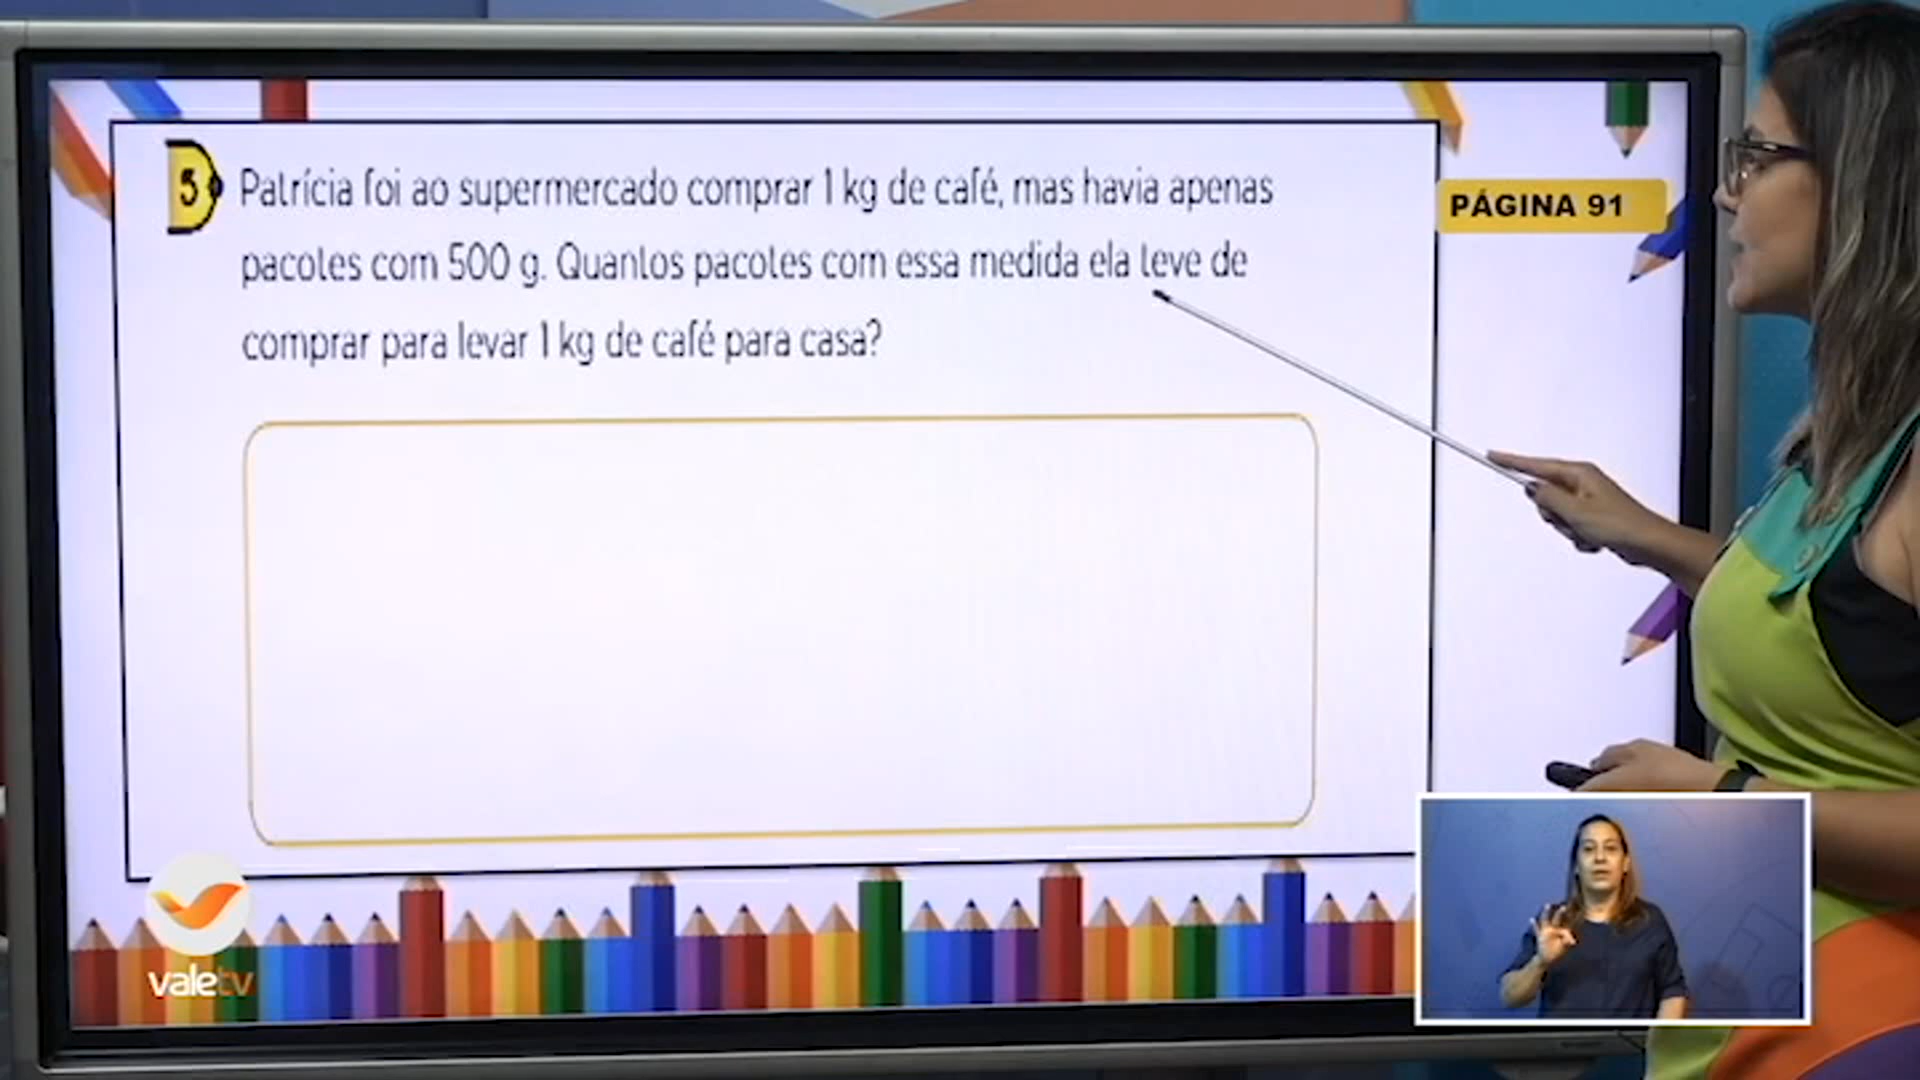 5 Patrícia foi ao supermercado comprar 1 kg de café, mas havia apenas
pacotes com 500 g. Quantos pacotes com essa medida ela teve de
comprar para levar 1 kg de café para casa?
PÁGINA 91
valetv